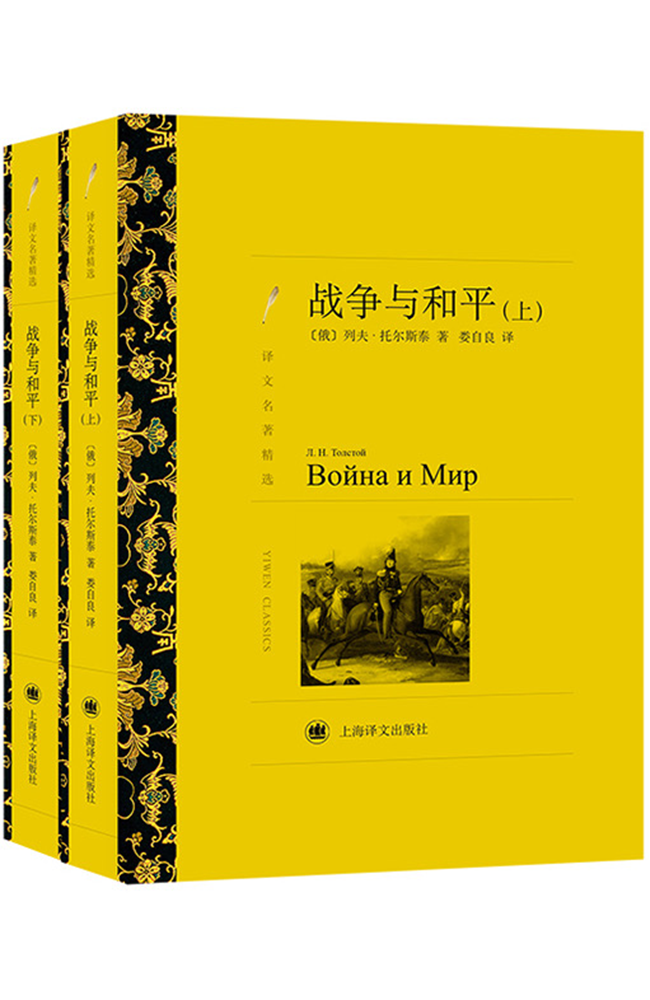 译文名著精选
战争与和平
(下)
〔俄〕列夫·托尔斯泰 著 娄自良 译
上海译文出版社
译文名著精选
战争与和平
(上)
〔俄〕列夫·托尔斯泰 著 娄自良 译
上海译文出版社
战争与和平(上)
〔俄〕列夫·托尔斯泰 著 娄自良 译
译文名著精选
Л. Н. Толстой
Война и Мир
YIWEN CLASSICS
上海译文出版社